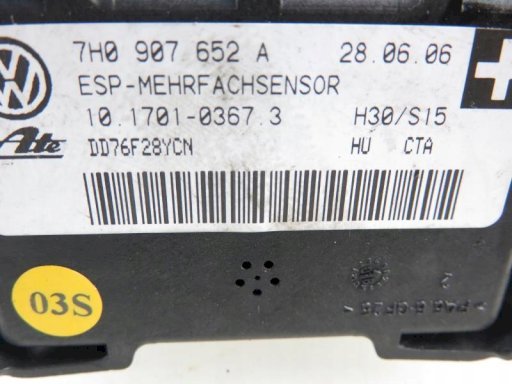 7H0 907 652 A 28.06.06
ESP-MEHRFACHSENSOR
10.1701-0367.3 H30/S15
Ate DD76F28YCN HU CTA
03S
2